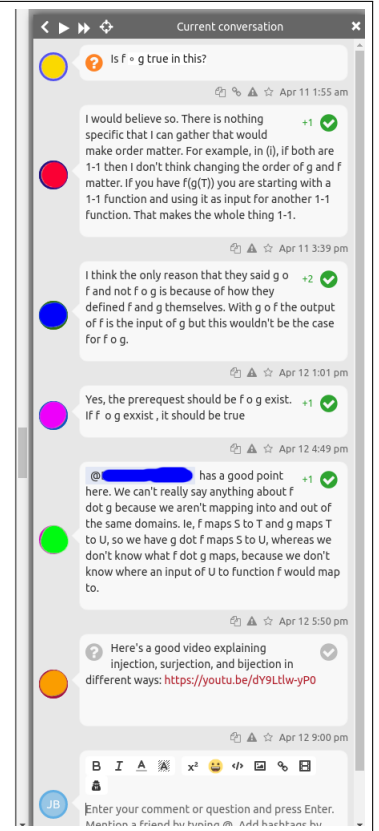 Current conversation
Is f ∘ g true in this?
Apr 11 1:55 am
I would believe so. There is nothing
specific that I can gather that would
+1
make order matter. For example, in (i), if both are
1-1 then I don't think changing the order of g and f
matter. If you have f(g(T)) you are starting with a
1-1 function and using it as input for another 1-1
function. That makes the whole thing 1-1.
Apr 11 3:39 pm
I think the only reason that they said g o
f and not f o g is because of how they
+2
defined f and g themselves. With g o f the output
of f is the input of g but this wouldn't be the case
for f o g.
Apr 12 1:01 pm
Yes, the prerequest should be f o g exist.
+1
If f o g exxist , it should be true
Apr 12 4:49 pm
@ has a good point
+1
here. We can't really say anything about f
dot g because we aren't mapping into and out of
the same domains. Ie, f maps S to T and g maps T
to U, so we have g dot f maps S to U, whereas we
don't know what f dot g maps, because we don't
know where an input of U to function f would map
to.
Apr 12 5:50 pm
Here's a good video explaining
injection, surjection, and bijection in
different ways: https://youtu.be/dY9Ltlw-yP0
Apr 12 9:00 pm
B I A A x²
JB
Enter your comment or question and press Enter.
Mention a friend by typing @. Add hashtags by